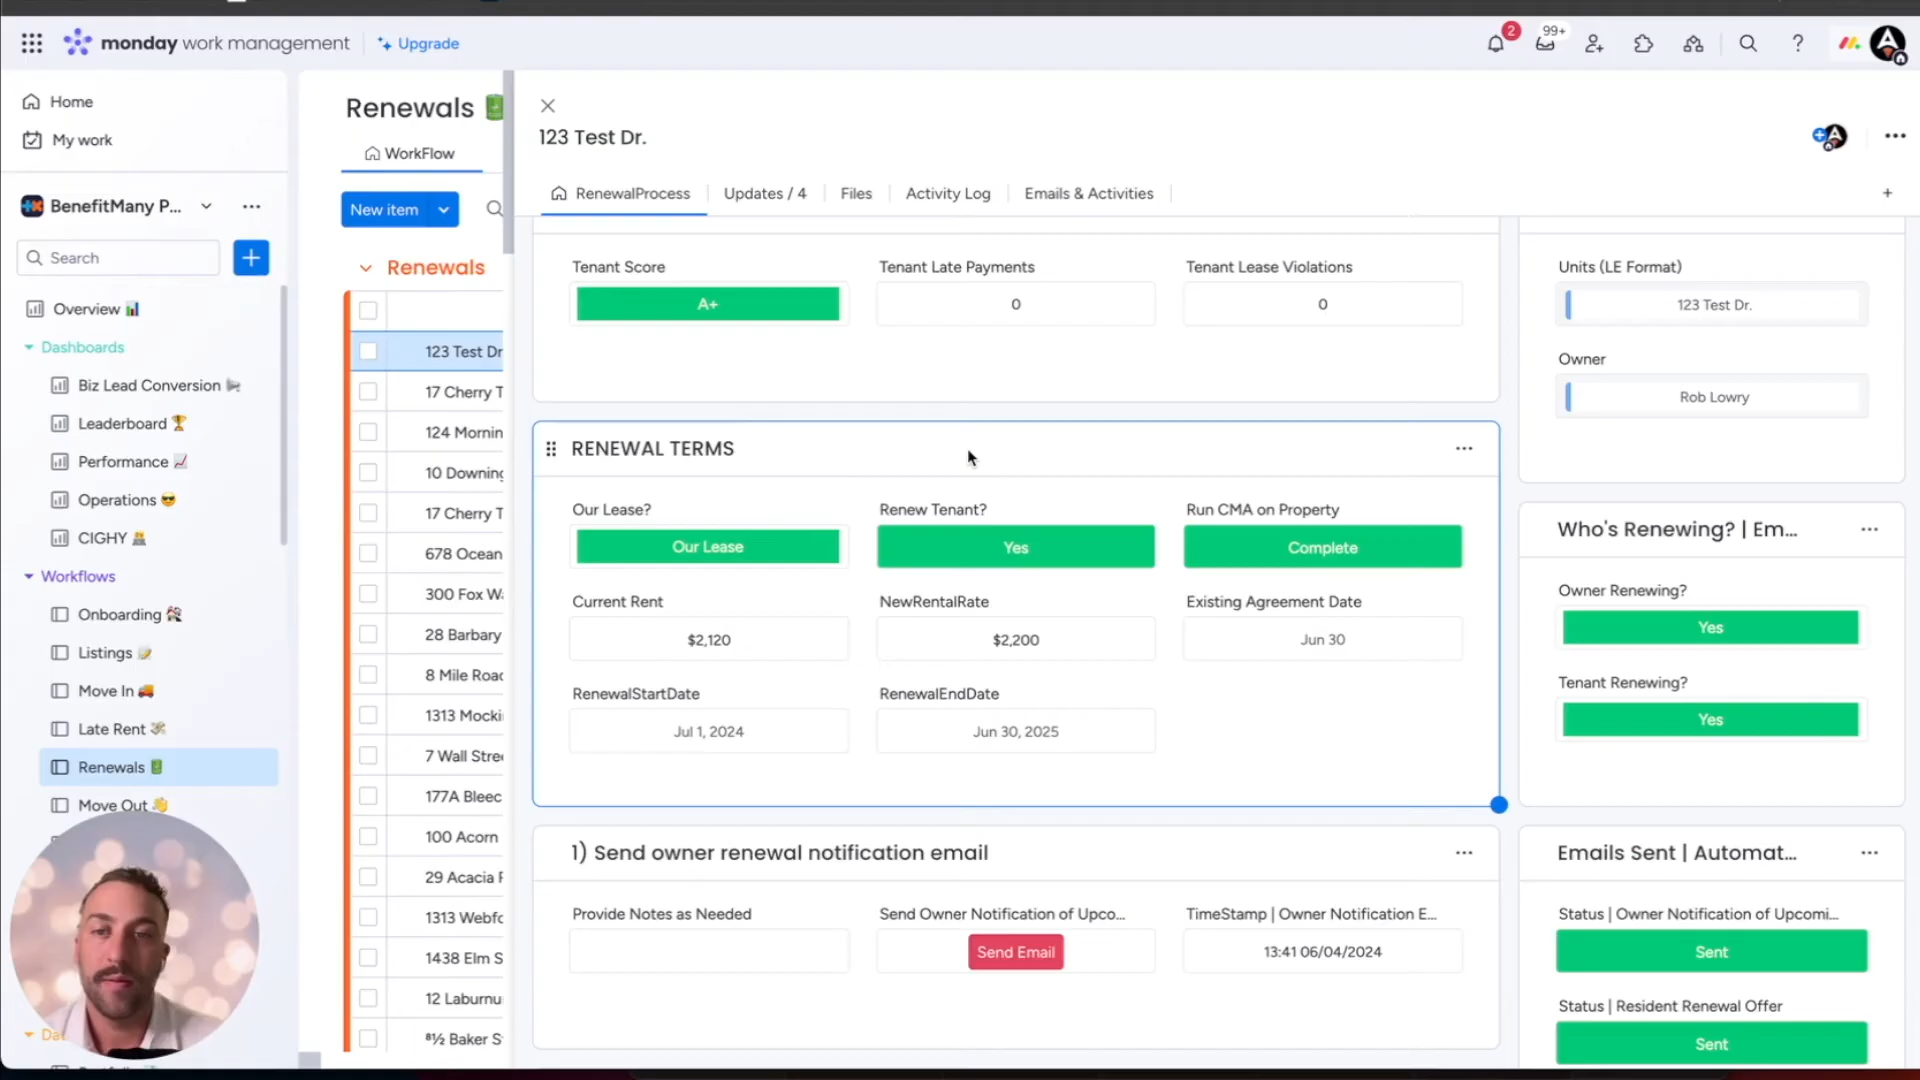 monday work management
Upgrade
2
99+
Home
My work
BenefitMany P...
Search
Overview
Dashboards
Biz Lead Conversion
Leaderboard
Performance
Operations
CIGHY
Workflows
Onboarding
Listings
Move In
Late Rent
Renewals
Move Out
Renewals
WorkFlow
New item
Renewals
123 Test Dr
17 Cherry T
124 Mornin
10 Downing
17 Cherry T
678 Ocean
300 Fox Wa
28 Barbary
8 Mile Road
1313 Mocki
7 Wall Stree
177A Bleec
100 Acorn
29 Acacia
1313 Webfo
1438 Elm S
12 Laburnu
8½ Baker S
123 Test Dr.
RenewalProcess
Updates / 4
Files
Activity Log
Emails & Activities
Tenant Score
Tenant Late Payments
Tenant Lease Violations
A+
0
0
RENEWAL TERMS
Our Lease?
Renew Tenant?
Run CMA on Property
Our Lease
Yes
Complete
Current Rent
NewRentalRate
Existing Agreement Date
$2,120
$2,200
Jun 30
RenewalStartDate
RenewalEndDate
Jul 1, 2024
Jun 30, 2025
1) Send owner renewal notification email
Provide Notes as Needed
Send Owner Notification of Upco...
TimeStamp | Owner Notification E...
Send Email
13:41 06/04/2024
Units (LE Format)
123 Test Dr.
Owner
Rob Lowry
Who's Renewing? | Em...
Owner Renewing?
Yes
Tenant Renewing?
Yes
Emails Sent | Automat...
Status | Owner Notification of Upcomi...
Sent
Status | Resident Renewal Offer
Sent